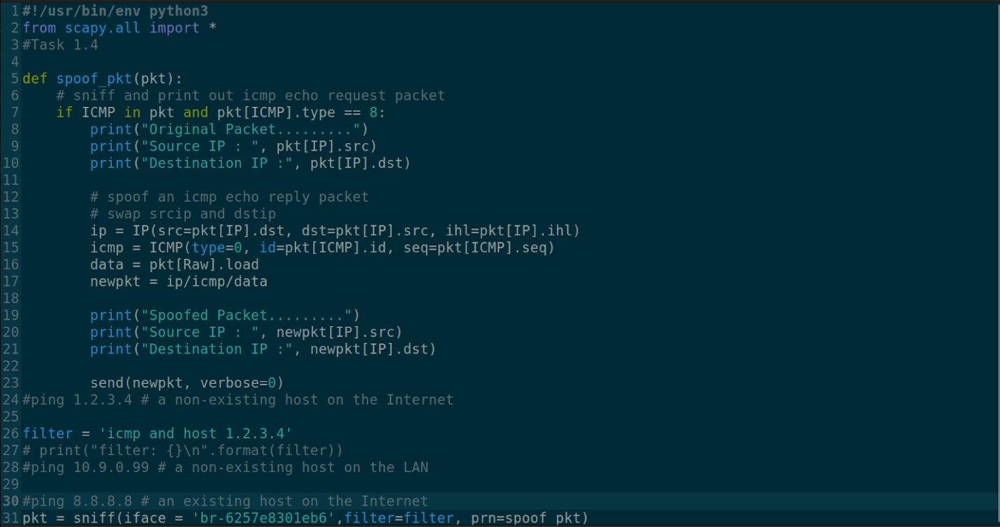 1 #!/usr/bin/env python3
2 from scapy.all import *
3 #Task 1.4
4
5 def spoof_pkt(pkt):
6     # sniff and print out icmp echo request packet
7     if ICMP in pkt and pkt[ICMP].type == 8:
8         print("Original Packet.........")
9         print("Source IP : ", pkt[IP].src)
10         print("Destination IP :", pkt[IP].dst)
11
12         # spoof an icmp echo reply packet
13         # swap srcip and dstip
14         ip = IP(src=pkt[IP].dst, dst=pkt[IP].src, ihl=pkt[IP].ihl)
15         icmp = ICMP(type=0, id=pkt[ICMP].id, seq=pkt[ICMP].seq)
16         data = pkt[Raw].load
17         newpkt = ip/icmp/data
18
19         print("Spoofed Packet.........")
20         print("Source IP : ", newpkt[IP].src)
21         print("Destination IP :", newpkt[IP].dst)
22
23         send(newpkt, verbose=0)
24 #ping 1.2.3.4 # a non-existing host on the Internet
25
26 filter = 'icmp and host 1.2.3.4'
27 # print("filter: {}\n".format(filter))
28 #ping 10.9.0.99 # a non-existing host on the LAN
29
30 #ping 8.8.8.8 # an existing host on the Internet
31 pkt = sniff(iface = 'br-6257e8301eb6',filter=filter, prn=spoof_pkt)